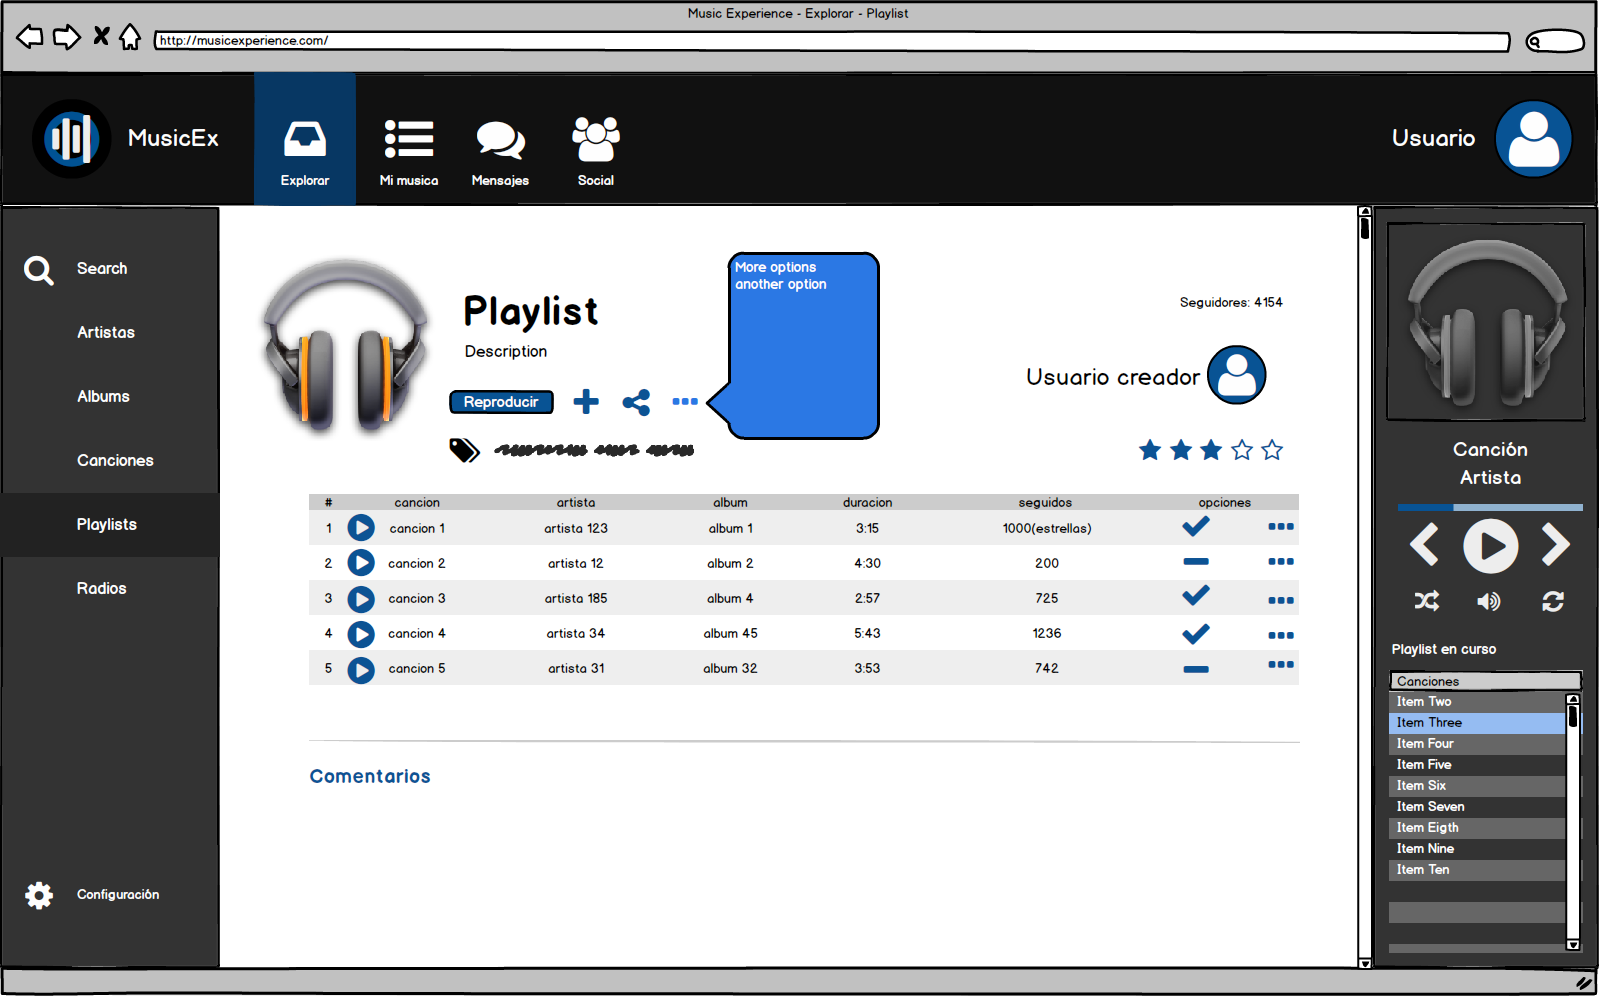 Music Experience - Explorar - Playlist
http://musicexperience.com/
MusicEx
Explorar
Mi musica
Mensajes
Social
Usuario
Search
Artistas
Albums
Canciones
Playlists
Radios
Configuración
Playlist
Description
Reproducir
More options
another option
Seguidores: 4154
Usuario creador
# cancion artista album duracion seguidos opciones
1 cancion 1 artista 123 album 1 3:15 1000(estrellas)
2 cancion 2 artista 12 album 2 4:30 200
3 cancion 3 artista 185 album 4 2:57 725
4 cancion 4 artista 34 album 45 5:43 1236
5 cancion 5 artista 31 album 32 3:53 742
Comentarios
Canción
Artista
Playlist en curso
Canciones
Item Two
Item Three
Item Four
Item Five
Item Six
Item Seven
Item Eigth
Item Nine
Item Ten